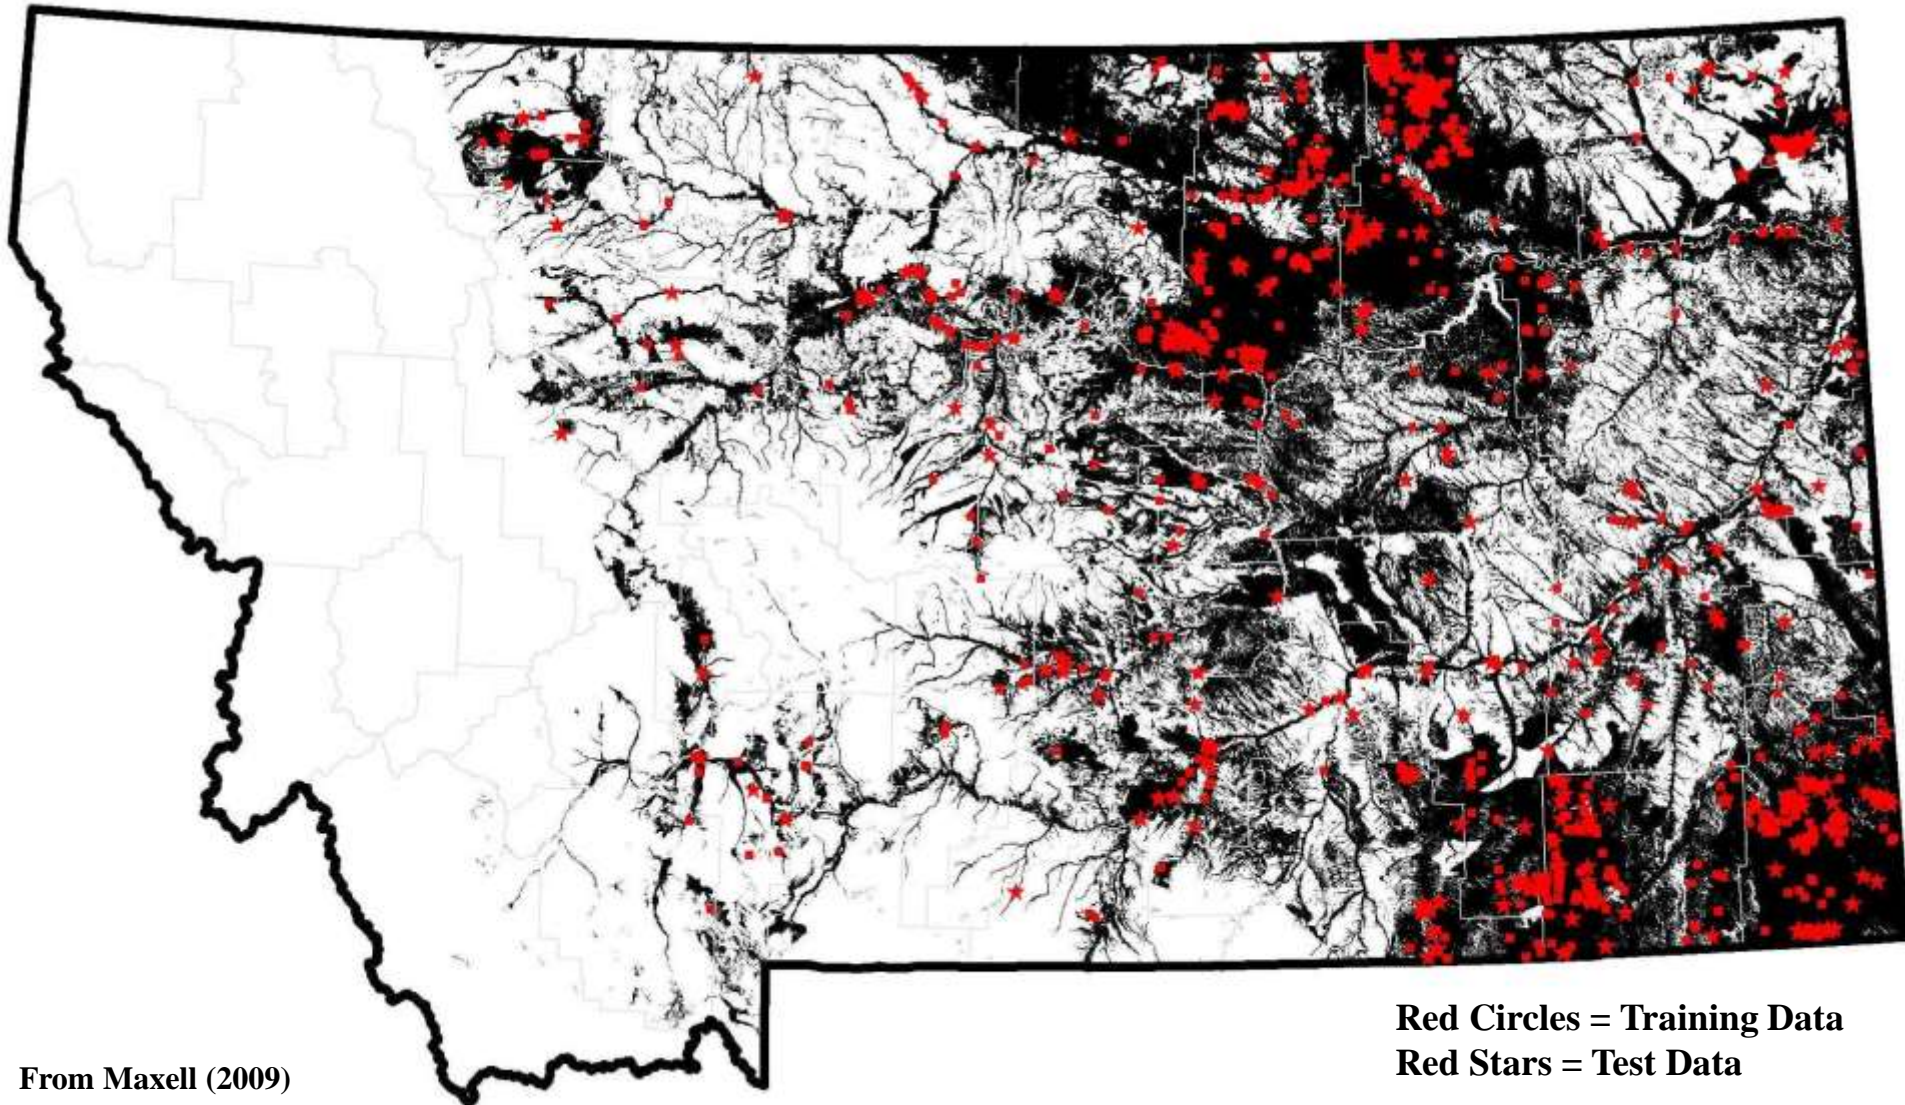 Red Circles = Training Data
Red Stars = Test Data
From Maxell (2009)